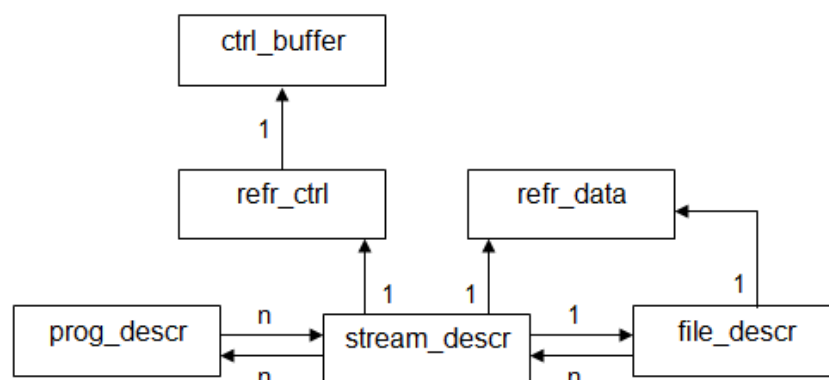 ctrl_buffer
1
refr_ctrl
refr_data
1
1
1
prog_descr
n
stream_descr
1
file_descr
n
n